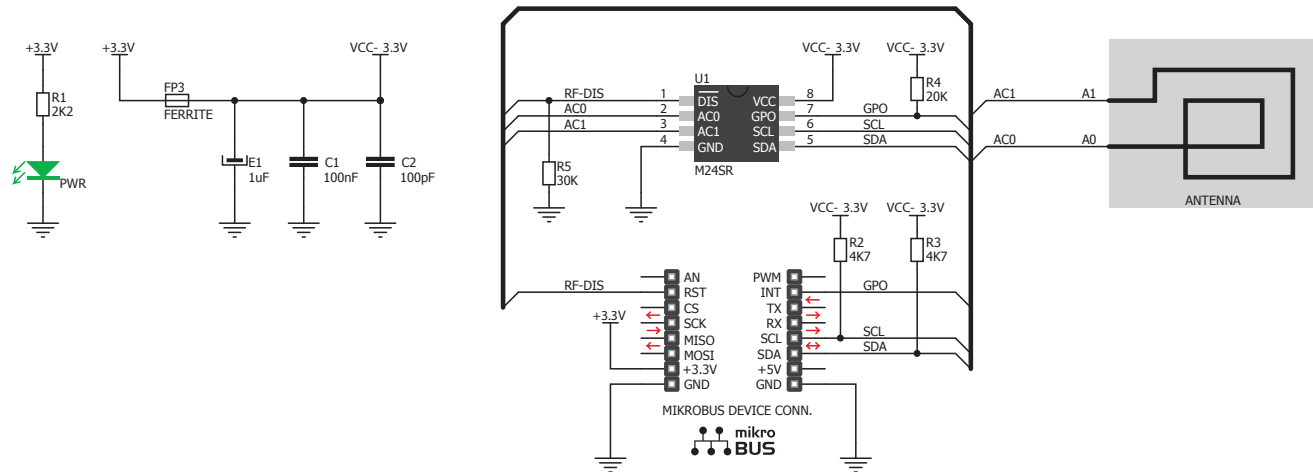 +3.3V
R1
2K2
PWR
+3.3V
FP3
FERRITE
VCC- 3.3V
E1
1uF
C1
100nF
C2
100pF
RF-DIS
AC0
AC1
1
2
3
4
U1
DIS
AC0
AC1
GND
VCC
GPO
SCL
SDA
M24SR
8
7
6
5
R5
30K
VCC- 3.3V
VCC- 3.3V
R4
20K
GPO
SCL
SDA
AC1
A1
AC0
A0
ANTENNA
VCC- 3.3V
VCC- 3.3V
R2
4K7
R3
4K7
RF-DIS
+3.3V
AN
RST
CS
SCK
MISO
MOSI
+3.3V
GND
PWM
INT
TX
RX
SCL
SDA
+5V
GND
GPO
SCL
SDA
MIKROBUS DEVICE CONN.
mikro
BUS